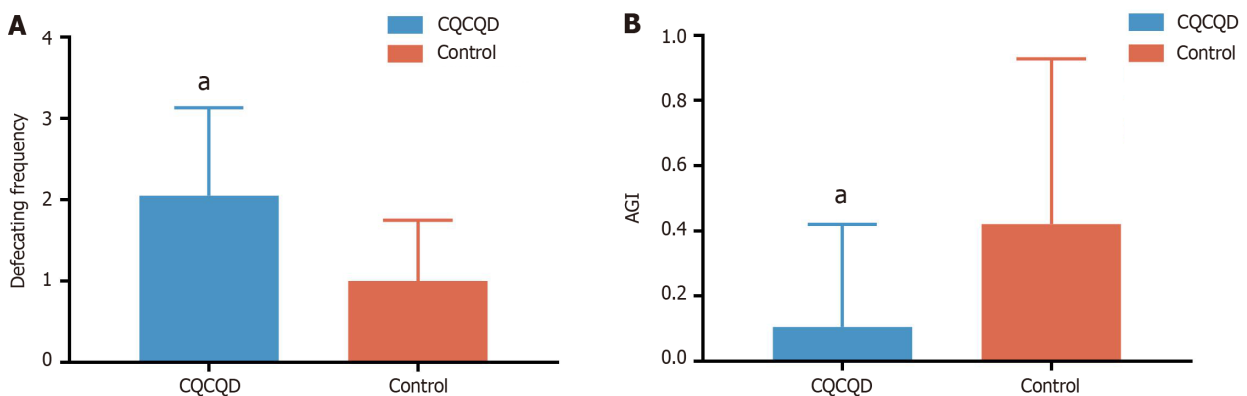 A
CQCQD
Control
4
3
2
1
0
Defecating frequency
a
CQCQD
Control
B
CQCQD
Control
1.0
0.8
0.6
0.4
0.2
0.0
AGI
a
CQCQD
Control